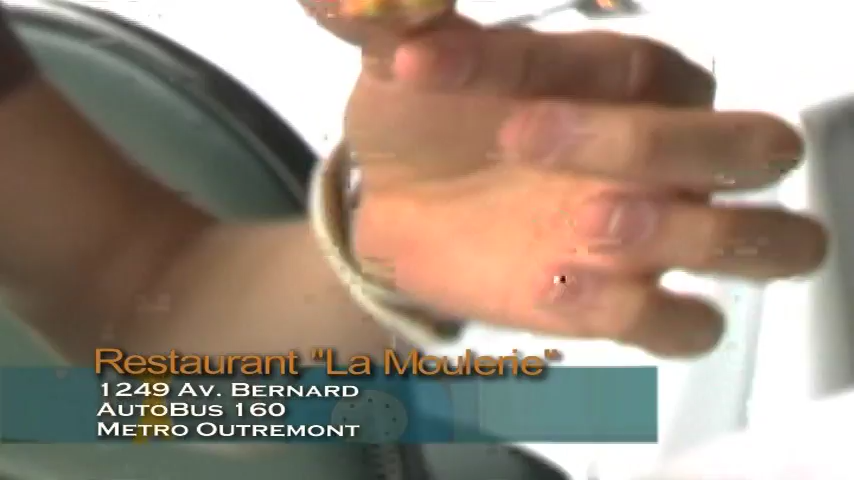 Restaurant "La Moulerie"
1249 Av. Bernard
AutoBus 160
Metro Outremont